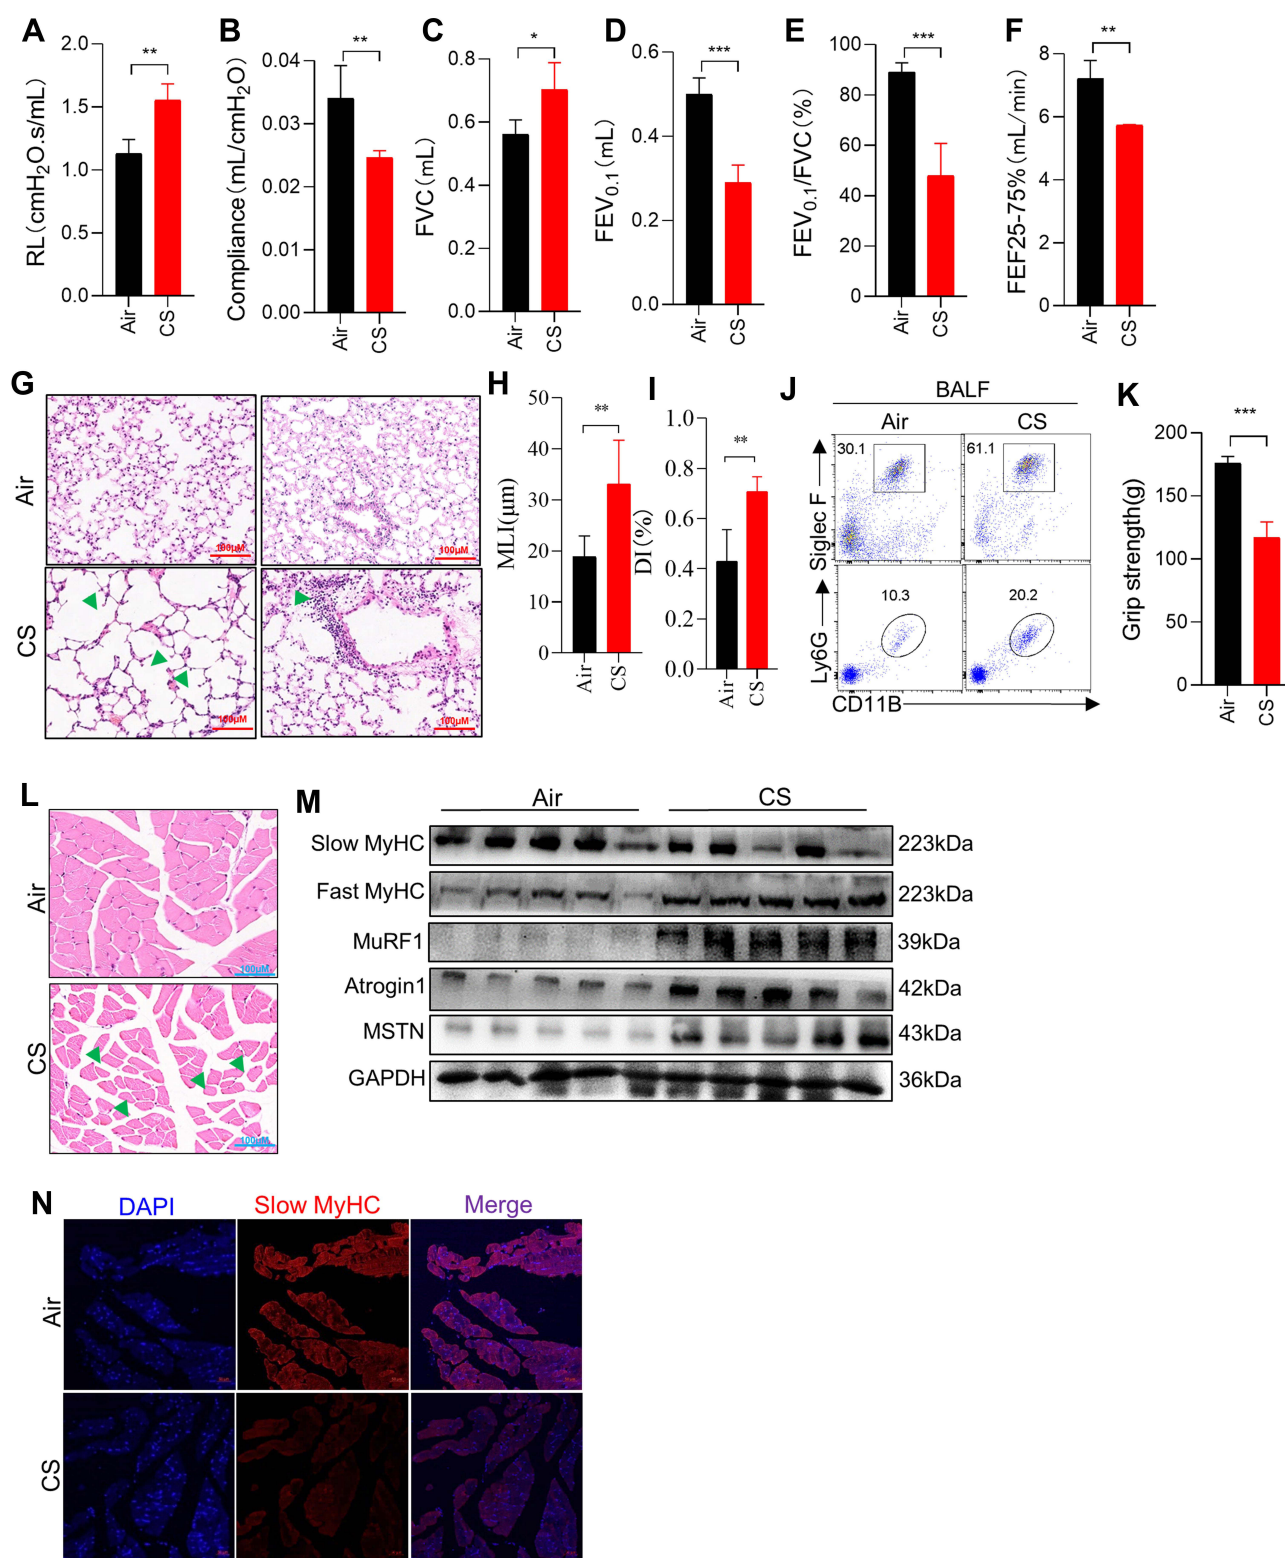 A
RL(cmH2O.s/mL)
2.0
1.5
1.0
0.5
0.0
**
Air
CS
B
Compliance(mL/cmH2O)
0.04
0.03
0.02
0.01
0.00
**
Air
CS
C
FVC(mL)
0.8
0.6
0.4
0.2
0.0
*
Air
CS
D
FEV0.1(mL)
0.6
0.4
0.2
0.0
***
Air
CS
E
FEV0.1/FVC(%)
100
80
60
40
20
0
***
Air
CS
F
FEF25-75%(mL/min)
8
6
4
2
0
**
Air
CS
G
Air
100μM
100μM
CS
100μM
100μM
H
MLI(μm)
50
40
30
20
10
0
**
Air
CS
I
DI(%)
1.0
0.8
0.6
0.4
0.2
0.0
**
Air
CS
J
BALF
Air
CS
Siglec F
30.1
61.1
Ly6G
10.3
20.2
CD11B
K
Grip strength(g)
200
150
100
50
0
***
Air
CS
L
Air
100μM
CS
100μM
M
Air
CS
Slow MyHC
223kDa
Fast MyHC
223kDa
MuRF1
39kDa
Atrogin1
42kDa
MSTN
43kDa
GAPDH
36kDa
N
DAPI
Slow MyHC
Merge
Air
CS